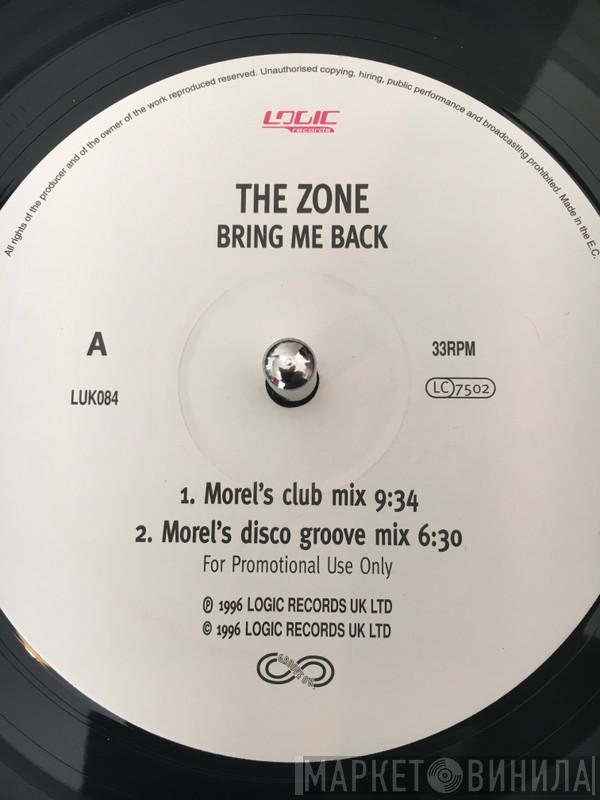 All rights of the producer and of the owner of the work reproduced reserved. Unauthorised copying, hiring, public performance and broadcasting prohibited. Made in the E.C.
LOGIC
records
THE ZONE
BRING ME BACK
A
33RPM
LUK084
LC 7502
1. Morel's club mix 9:34
2. Morel's disco groove mix 6:30
For Promotional Use Only
℗ 1996 LOGIC RECORDS UK LTD
© 1996 LOGIC RECORDS UK LTD
МАРКЕТ ВИНИЛА